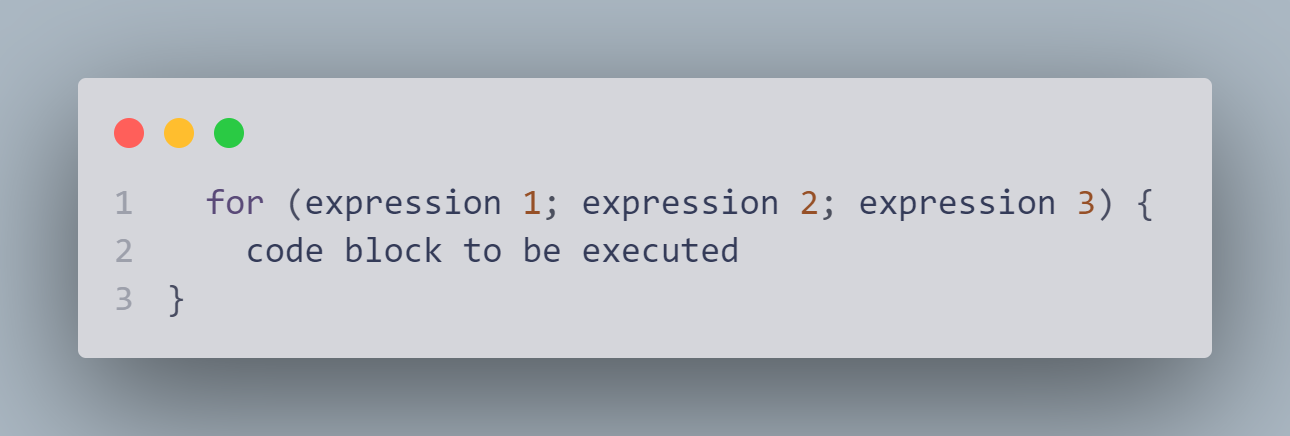 1 for (expression 1; expression 2; expression 3) {
2 code block to be executed
3 }